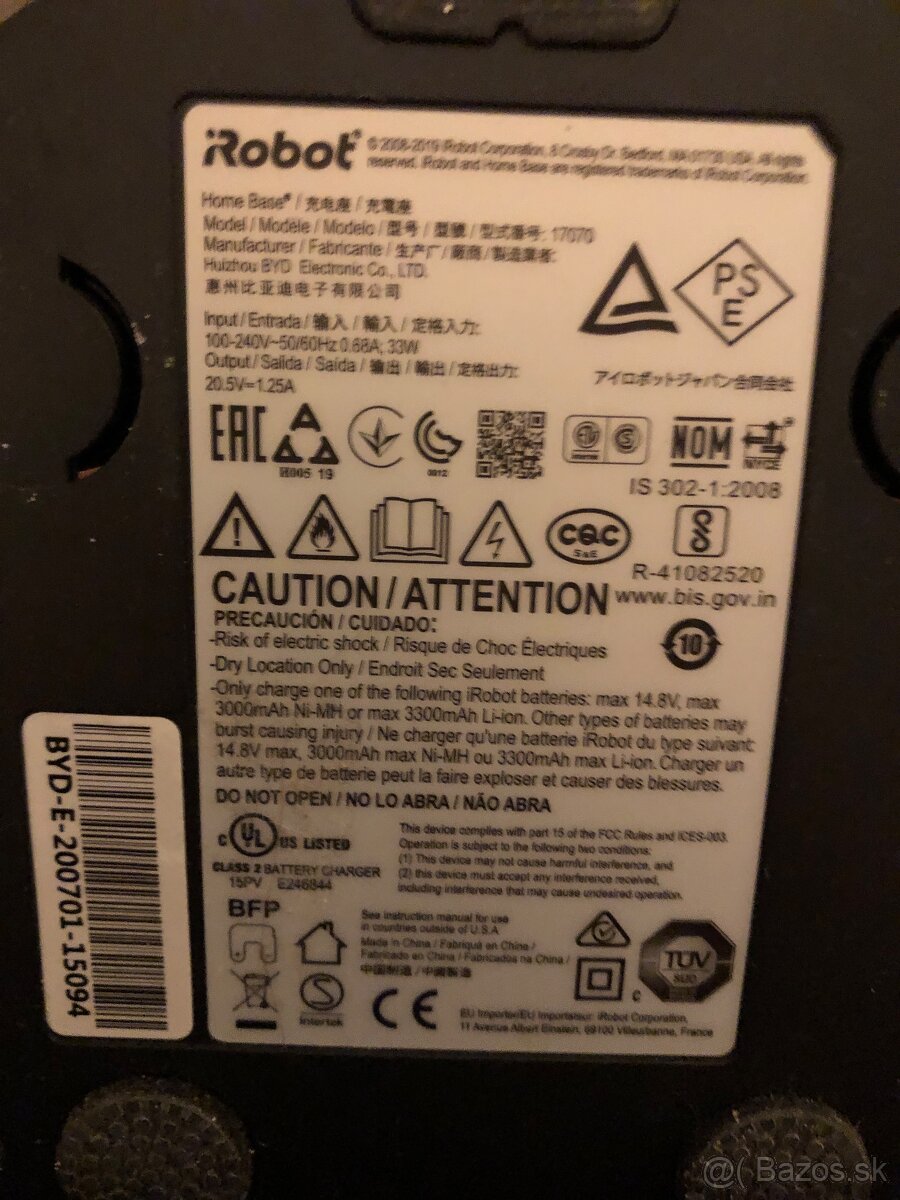 iRobot
© 2008-2019 iRobot Corporation, 8 Crosby Dr. Bedford, MA 01730 USA. All rights
reserved. iRobot and Home Base are registered trademarks of iRobot Corporation.
Home Base® / 充电座 / 充電座
Model / Modèle / Modelo / 型号 / 型號 / 型式番号: 17070
Manufacturer / Fabricante / 生产厂 / 廠商 / 製造業者:
Huizhou BYD Electronic Co., LTD.
惠州比亚迪电子有限公司
Input / Entrada / 输入 / 輸入 / 定格入力:
100-240V~50/60Hz 0.68A; 33W
Output / Salida / Saída / 输出 / 輸出 / 定格出力:
20.5V⎓1.25A
PS
E
アイロボットジャパン合同会社
EAC
R005 19
0012
NOM
NYCE
IS 302-1:2008
CQC
S&E
R-41082520
www.bis.gov.in
CAUTION / ATTENTION
PRECAUCIÓN / CUIDADO:
-Risk of electric shock / Risque de Choc Électriques
10
-Dry Location Only / Endroit Sec Seulement
-Only charge one of the following iRobot batteries: max 14.8V, max
3000mAh Ni-MH or max 3300mAh Li-ion. Other types of batteries may
burst causing injury / Ne charger qu'une batterie iRobot du type suivant:
14.8V max, 3000mAh max Ni-MH ou 3300mAh max Li-ion. Charger un
autre type de batterie peut la faire exploser et causer des blessures.
DO NOT OPEN / NO LO ABRA / NÃO ABRA
c UL US LISTED
CLASS 2 BATTERY CHARGER
15PV E246844
This device complies with part 15 of the FCC Rules and ICES-003.
Operation is subject to the following two conditions:
(1) This device may not cause harmful interference, and
(2) this device must accept any interference received,
including interference that may cause undesired operation.
BFP
See instruction manual for use
in countries outside of U.S.A
Made in China / Fabriqué en Chine /
Fabricado en China / Fabricados na China /
中国制造 / 中國製造
TUV
SUD
c
Intertek
CE
EU Importer/EU Importateur: iRobot Corporation,
11 Avenue Albert Einstein, 69100 Villeurbanne, France
BYD-E-200701-15094
@( Bazos.sk